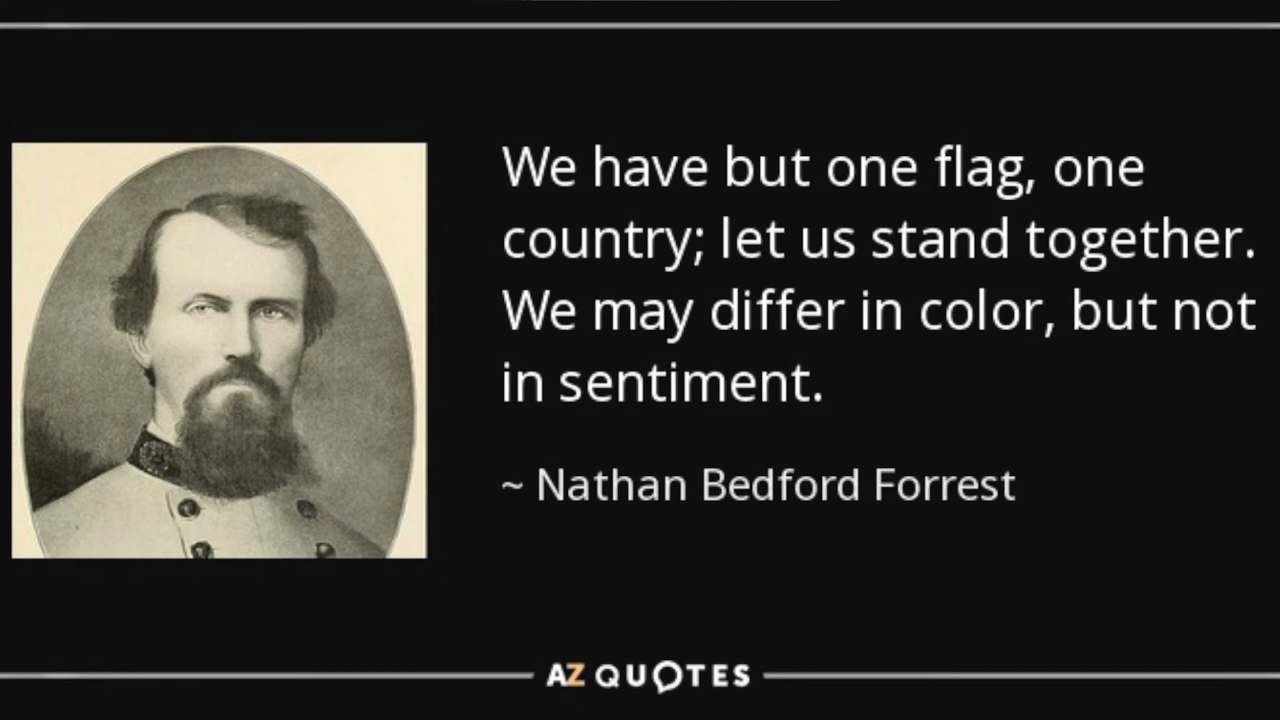 We have but one flag, one
country; let us stand together.
We may differ in color, but not
in sentiment.
~ Nathan Bedford Forrest
AZ QUOTES